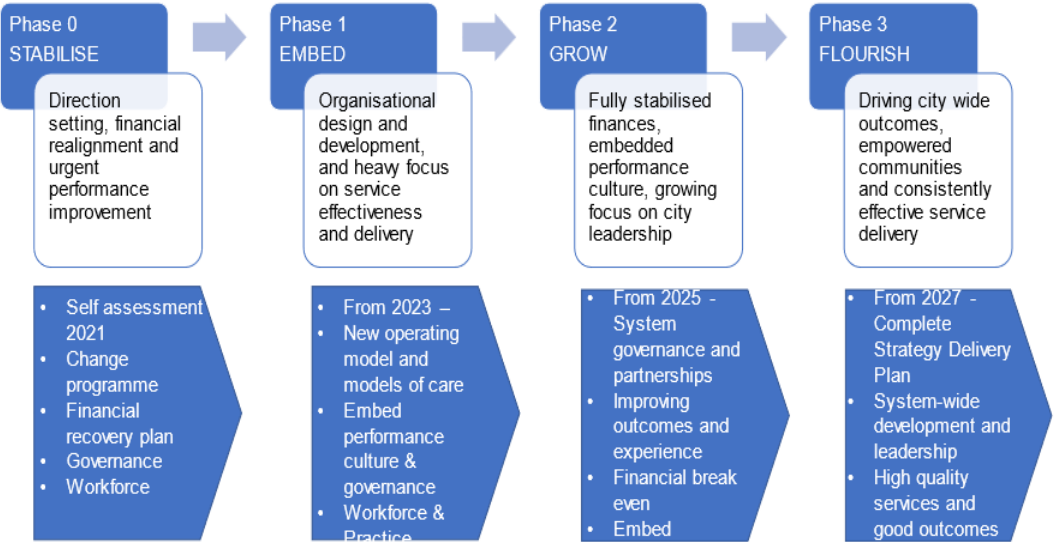 Phase 0
STABILISE
Direction
setting, financial
realignment and
urgent
performance
improvement
Phase 1
EMBED
Organisational
design and
development,
and heavy focus
on service
effectiveness
and delivery
Phase 2
GROW
Fully stabilised
finances,
embedded
performance
culture, growing
focus on city
leadership
Phase 3
FLOURISH
Driving city wide
outcomes,
empowered
communities
and consistently
effective service
delivery
• Self assessment
2021
• Change
programme
• Financial
recovery plan
• Governance
• Workforce
• From 2023 –
• New operating
model and
models of care
• Embed
performance
culture &
governance
• Workforce &
Practice
• From 2025 -
System
governance and
partnerships
• Improving
outcomes and
experience
• Financial break
even
• Embed
• From 2027 -
Complete
Strategy Delivery
Plan
• System-wide
development and
leadership
• High quality
services and
good outcomes